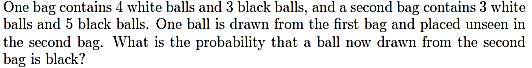 One bag contains 4 white balls and 3 black balls, and a second bag contains 3 white
balls and 5 black balls. One ball is drawn from the first bag and placed unseen in
the second bag. What is the probability that a ball now drawn from the second
bag is black?